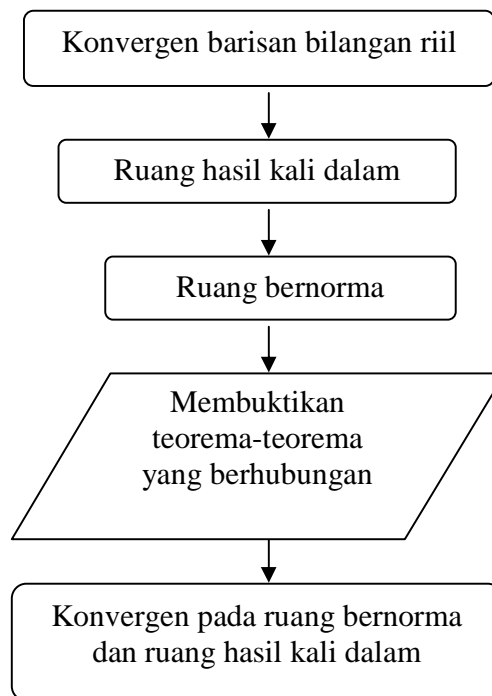 Konvergen barisan bilangan riil
Ruang hasil kali dalam
Ruang bernorma
Membuktikan
teorema-teorema
yang berhubungan
Konvergen pada ruang bernorma
dan ruang hasil kali dalam